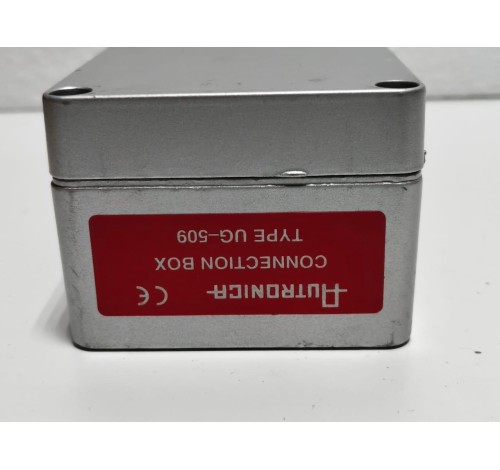 AUTRONICA CE
CONNECTION BOX
TYPE UG-509